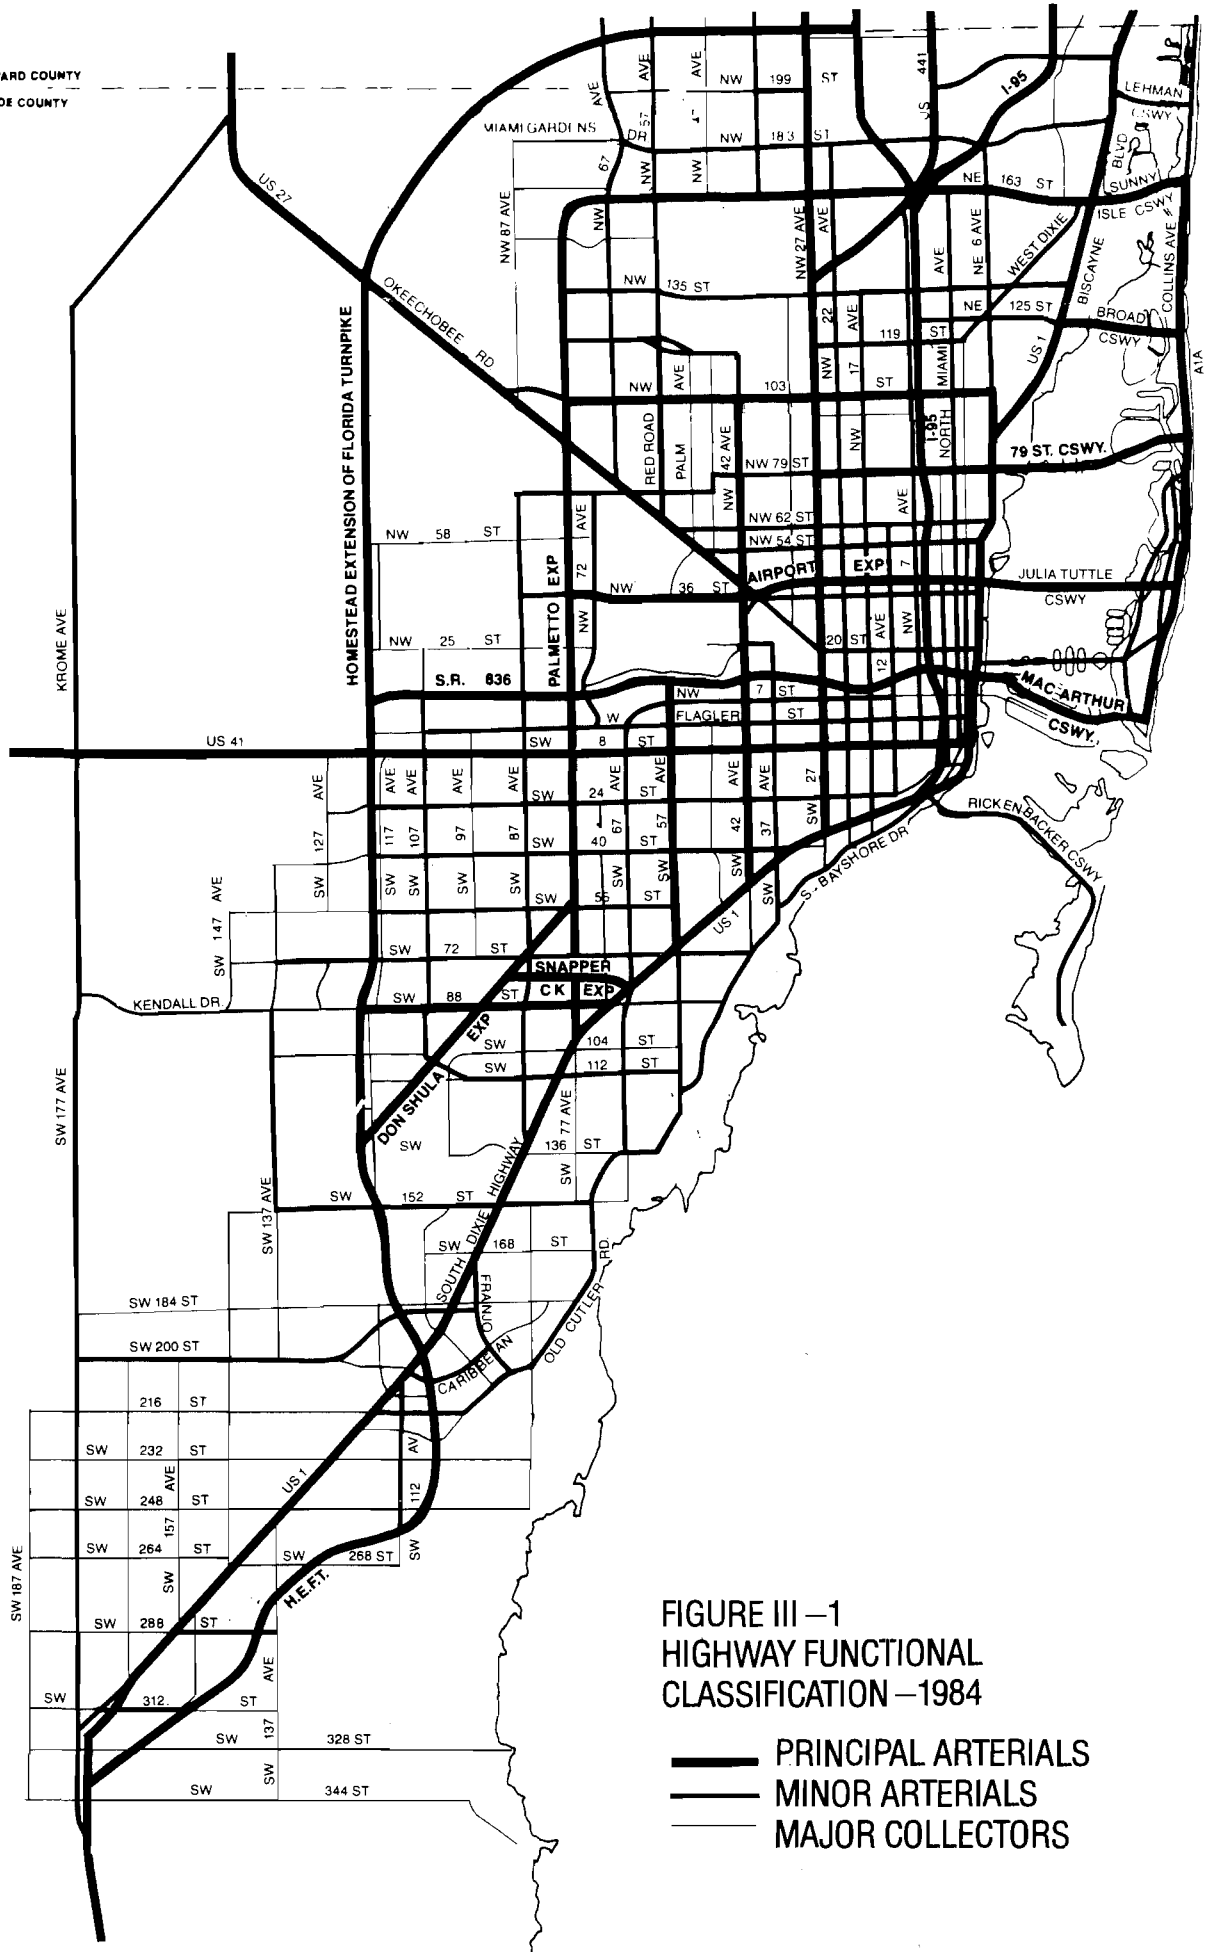 ARD COUNTY
DE COUNTY
US 27
OKEECHOBEE RD
HOMESTEAD EXTENSION OF FLORIDA TURNPIKE
KROME AVE
MIAMI GARDENS DR
NW 87 AVE
67 AVE
NW
NW 57 AVE
NW AVE
NW 199 ST
NW 183 ST
US 441
I-95
LEHMAN CSWY
NE 163 ST
SUNNY ISLE CSWY
BISCAYNE BLVD
COLLINS AVE
A1A
WEST DIXIE
NE 6 AVE
NW 27 AVE
AVE
NW 135 ST
NE 125 ST
BROAD CSWY
US 1
NW 22 AVE
NW 17 AVE
119 ST
NORTH MIAMI AVE
I-95
NW 103 ST
RED ROAD
PALM AVE
NW 42 AVE
NW 79 ST
79 ST. CSWY.
NW 62 ST
NW 54 ST
AIRPORT EXP
NW 7 AVE
JULIA TUTTLE CSWY
NW 58 ST
NW 72 AVE
PALMETTO EXP
NW 36 ST
NW 25 ST
20 ST
12 AVE
S.R. 836
NW 7 ST
MAC ARTHUR CSWY.
W FLAGLER ST
US 41
SW 8 ST
SW 24 ST
SW 40 ST
SW 56 ST
SW 127 AVE
SW 117 AVE
SW 107 AVE
SW 97 AVE
SW 87 AVE
SW 67 AVE
SW 57 AVE
SW 42 AVE
SW 37 AVE
SW 27
S. BAYSHORE DR
RICKENBACKER CSWY
US 1
SW 147 AVE
SW 72 ST
SNAPPER CK EXP
KENDALL DR.
SW 88 ST
DON SHULA EXP
SW 104 ST
SW 112 ST
SW 177 AVE
SW 77 AVE
SW 136 ST
SW 137 AVE
SW 152 ST
SOUTH DIXIE HIGHWAY
SW 168 ST
FRANJO
CARIBBEAN
OLD CUTLER RD.
SW 184 ST
SW 200 ST
216 ST
SW 232 ST
SW 248 ST
SW 264 ST
SW 157 AVE
US 1
SW 112 AV
SW 268 ST
H.E.F.T.
SW 187 AVE
SW 288 ST
SW 312. ST
SW 137 AVE
SW 328 ST
SW 344 ST
FIGURE III – 1
HIGHWAY FUNCTIONAL
CLASSIFICATION – 1984
PRINCIPAL ARTERIALS
MINOR ARTERIALS
MAJOR COLLECTORS